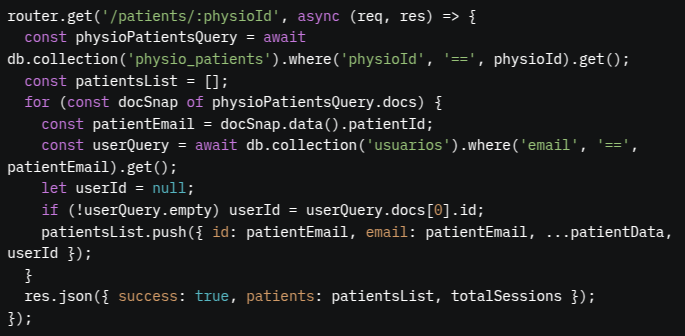 router.get('/patients/:physioId', async (req, res) => {
  const physioPatientsQuery = await
db.collection('physio_patients').where('physioId', '==', physioId).get();
  const patientsList = [];
  for (const docSnap of physioPatientsQuery.docs) {
    const patientEmail = docSnap.data().patientId;
    const userQuery = await db.collection('usuarios').where('email', '==',
patientEmail).get();
    let userId = null;
    if (!userQuery.empty) userId = userQuery.docs[0].id;
    patientsList.push({ id: patientEmail, email: patientEmail, ...patientData,
userId });
  }
  res.json({ success: true, patients: patientsList, totalSessions });
});